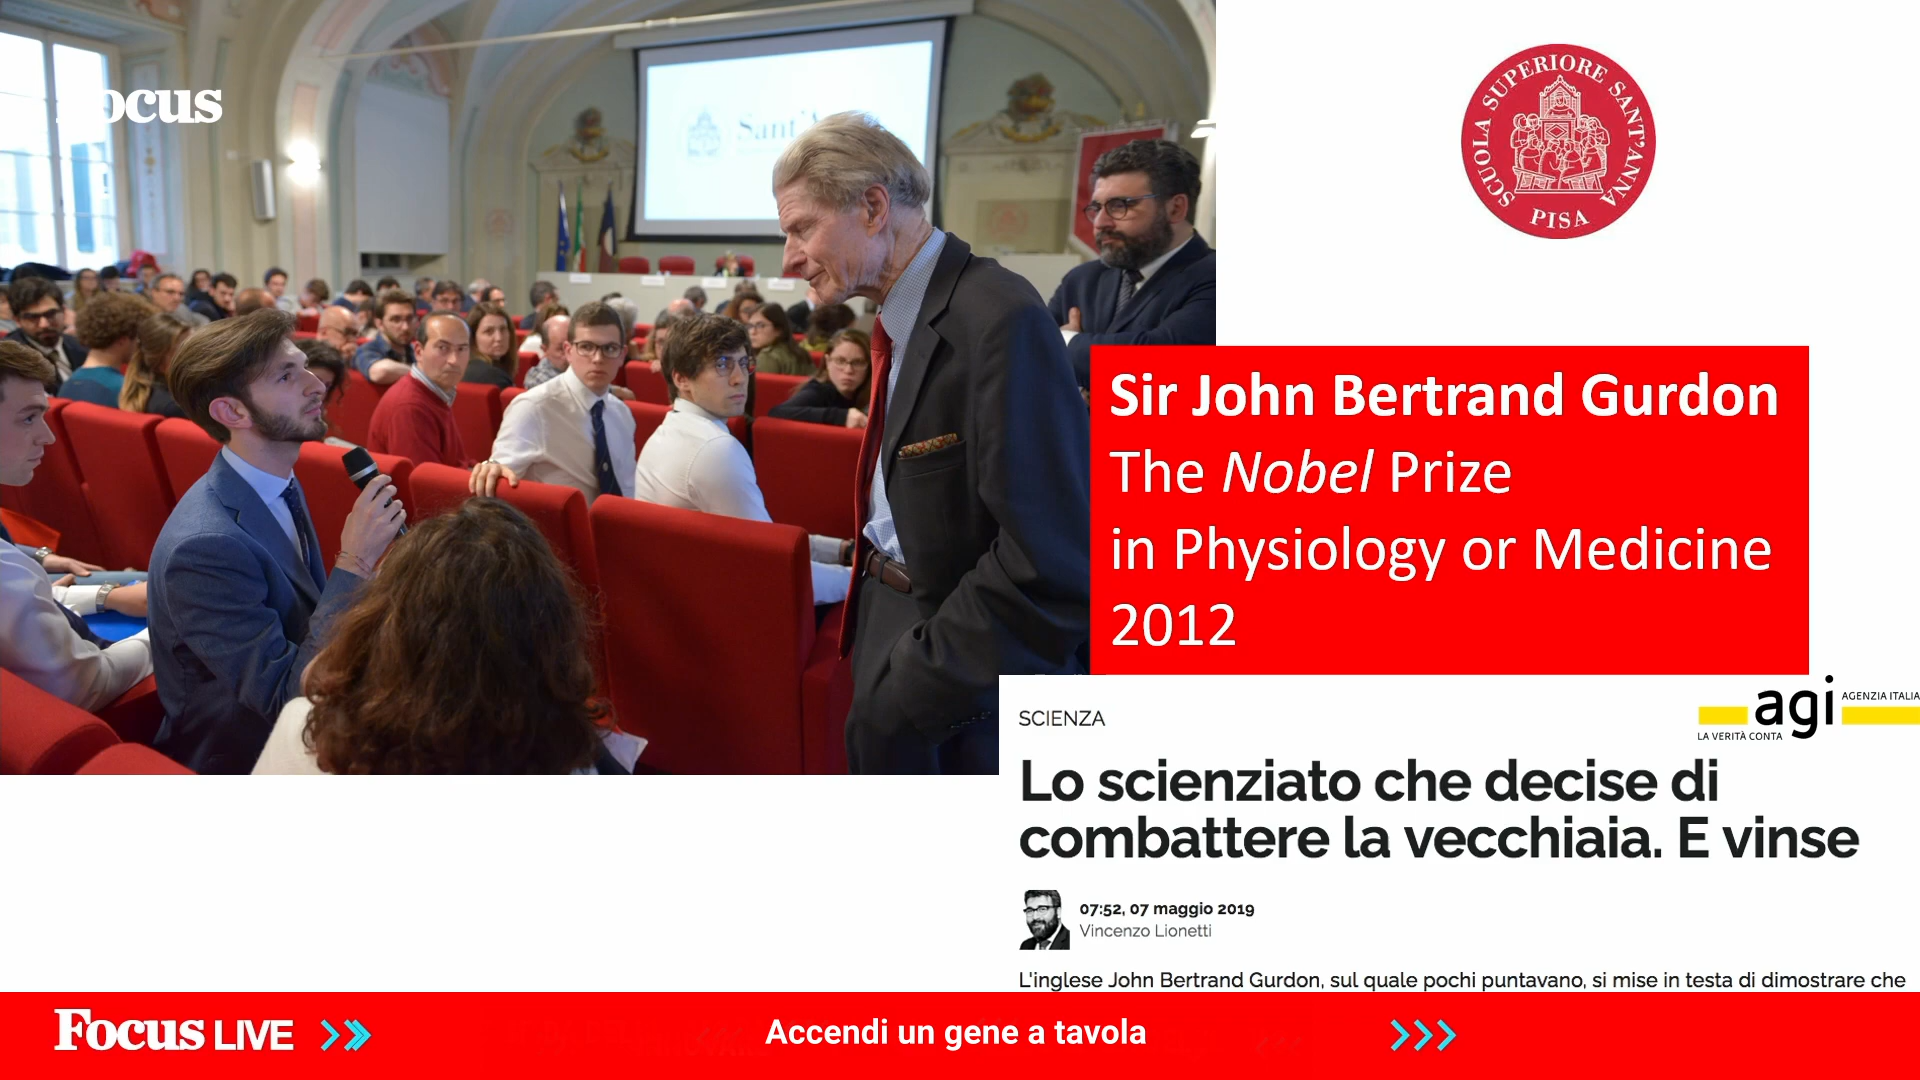 Focus
Sant'A
SCUOLA SUPERIORE SANT'ANNA
PISA
Sir John Bertrand Gurdon
The Nobel Prize
in Physiology or Medicine
2012
SCIENZA
agi AGENZIA ITALIA
LA VERITÀ CONTA
Lo scienziato che decise di
combattere la vecchiaia. E vinse
07:52, 07 maggio 2019
Vincenzo Lionetti
L'inglese John Bertrand Gurdon, sul quale pochi puntavano, si mise in testa di dimostrare che
FOCUS LIVE
Accendi un gene a tavola